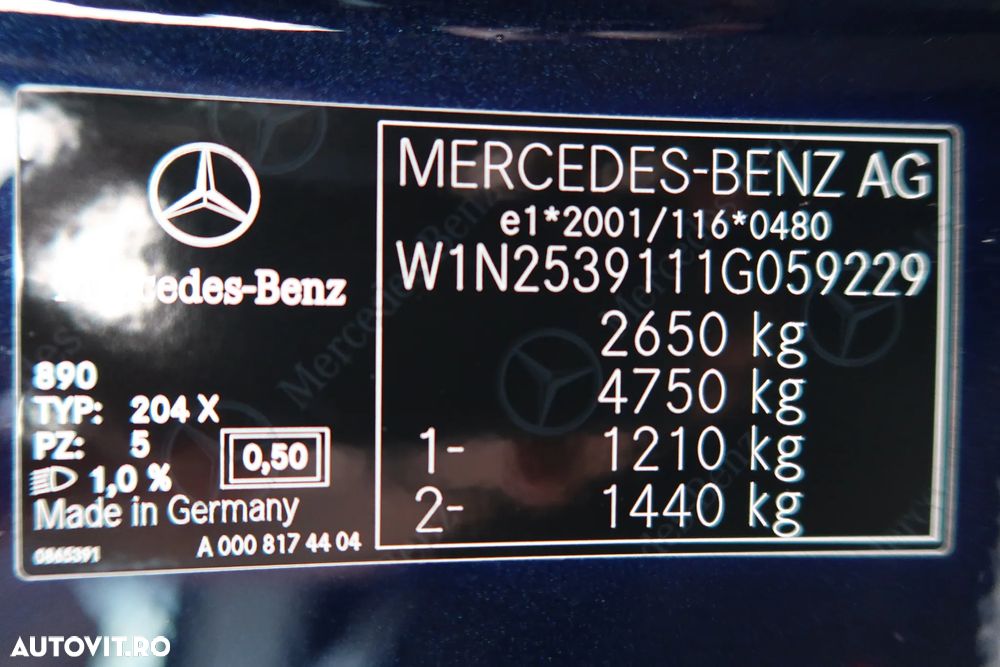 Mercedes-Benz
890
TYP: 204 X
PZ: 5
1,0 %
0,50
Made in Germany
0865391
A 000 817 44 04
MERCEDES-BENZ AG
e1*2001/116*0480
W1N2539111G059229
2650 kg
4750 kg
1- 1210 kg
2- 1440 kg
AUTOVIT.RO